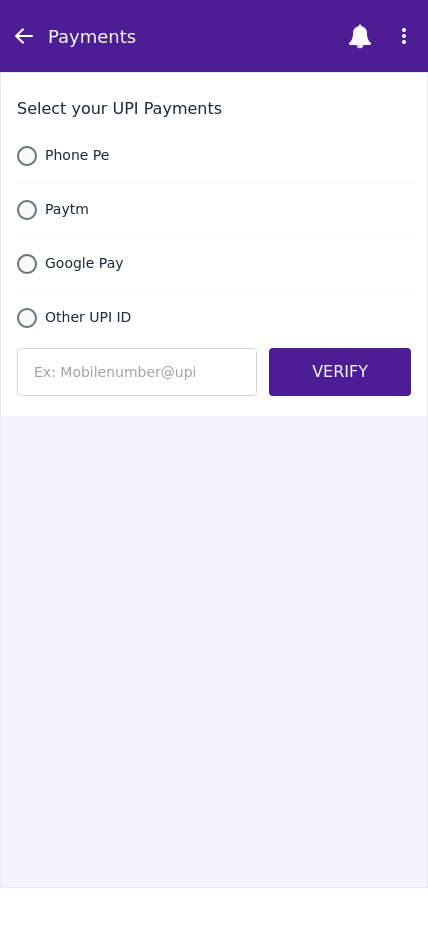 Payments
Select your UPI Payments
Phone Pe
Paytm
Google Pay
Other UPI ID
Ex: Mobilenumber@upi
VERIFY